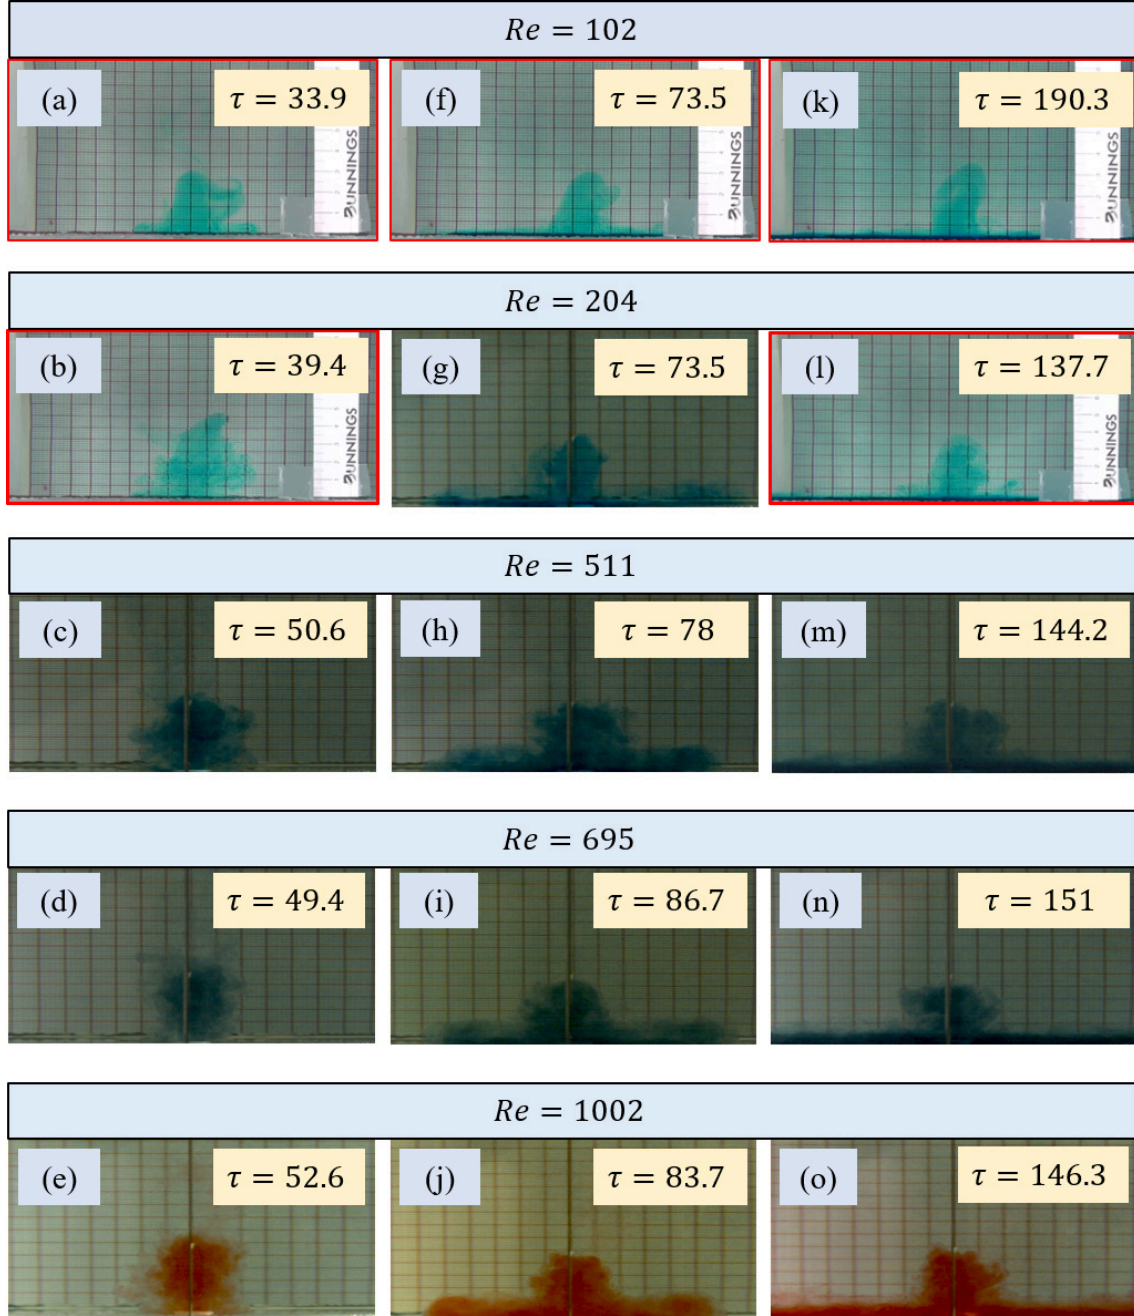 Re = 102
(a) τ = 33.9 (f) τ = 73.5 (k) τ = 190.3
BUNNINGS BUNNINGS BUNNINGS
Re = 204
(b) τ = 39.4 (g) τ = 73.5 (l) τ = 137.7
BUNNINGS BUNNINGS
Re = 511
(c) τ = 50.6 (h) τ = 78 (m) τ = 144.2
Re = 695
(d) τ = 49.4 (i) τ = 86.7 (n) τ = 151
Re = 1002
(e) τ = 52.6 (j) τ = 83.7 (o) τ = 146.3